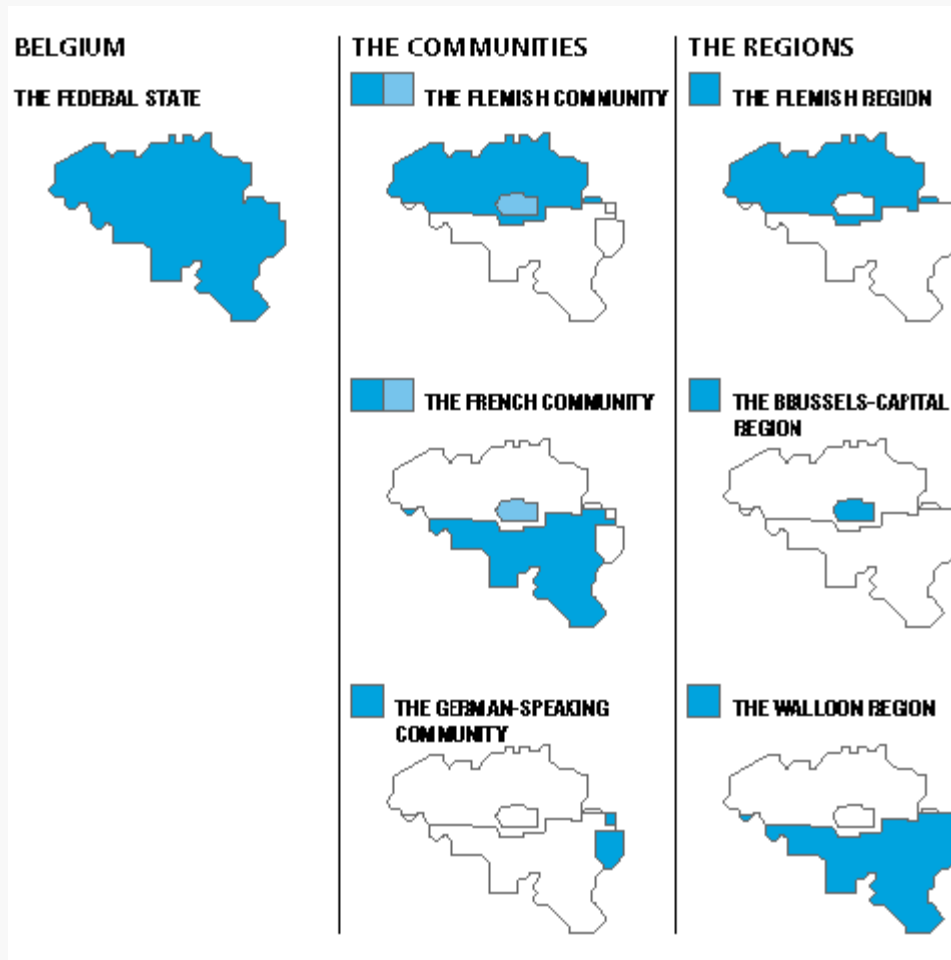 BELGIUM
THE FEDERAL STATE
THE COMMUNITIES
THE FLEMISH COMMUNITY
THE FRENCH COMMUNITY
THE GERMAN-SPEAKING
COMMUNITY
THE REGIONS
THE FLEMISH REGION
THE BRUSSELS-CAPITAL
REGION
THE WALLOON REGION